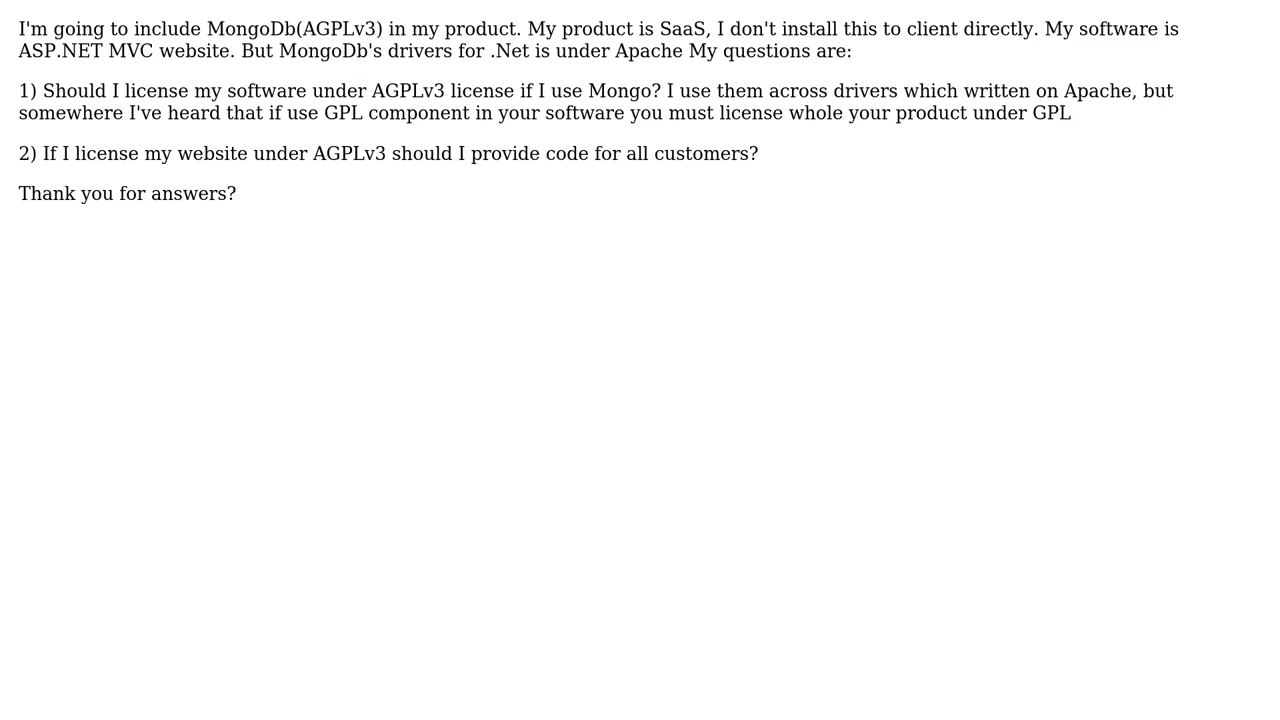 I'm going to include MongoDb(AGPLv3) in my product. My product is SaaS, I don't install this to client directly. My software is
ASP.NET MVC website. But MongoDb's drivers for .Net is under Apache My questions are:
1) Should I license my software under AGPLv3 license if I use Mongo? I use them across drivers which written on Apache, but
somewhere I've heard that if use GPL component in your software you must license whole your product under GPL
2) If I license my website under AGPLv3 should I provide code for all customers?
Thank you for answers?